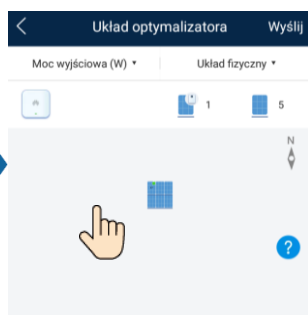 Układ optymalizatora Wyślij
Moc wyjściowa (W) ▾ Układ fizyczny ▾
1 5
N
?